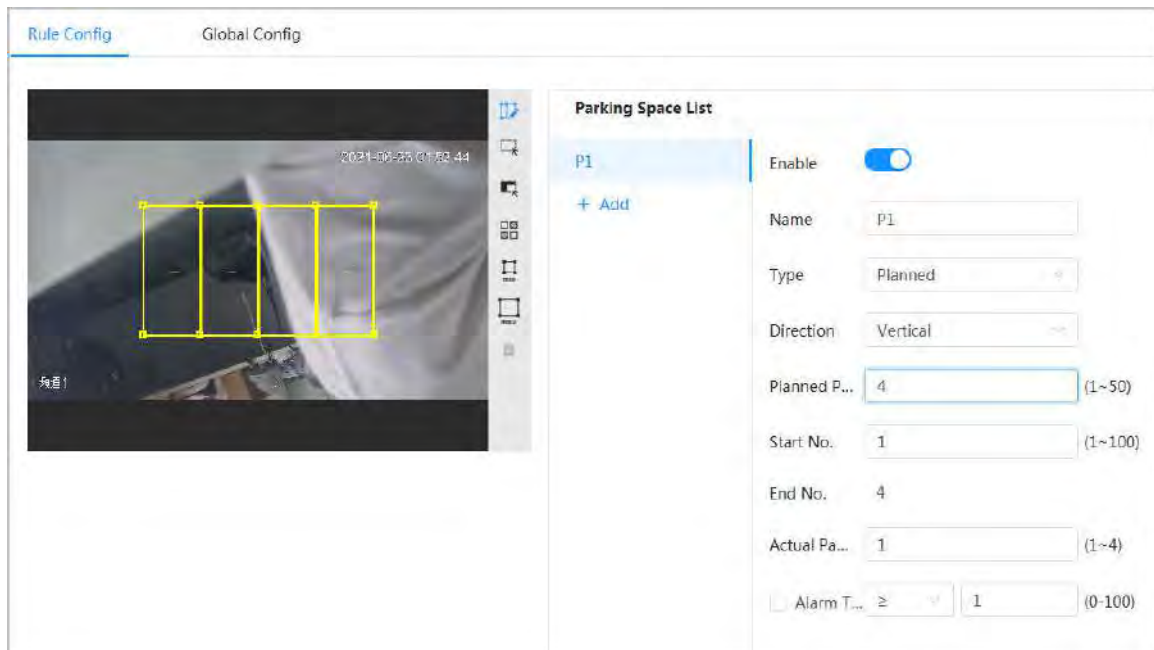 Rule Config
Global Config
Parking Space List
P1
+ Add
Enable
Name P1
Type Planned
Direction Vertical
Planned P... 4 (1~50)
Start No. 1 (1~100)
End No. 4
Actual Pa... 1 (1~4)
Alarm T... ≥ 1 (0-100)